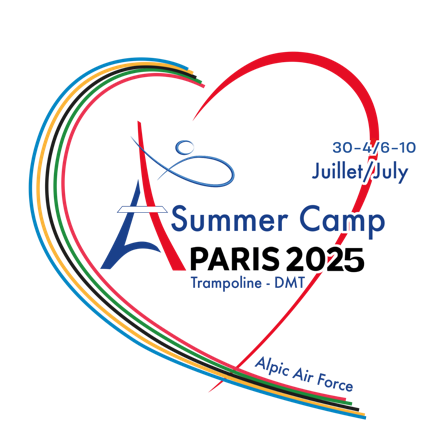 30-4/6-10
Juillet/July
Summer Camp
PARIS 2025
Trampoline - DMT
Alpic Air Force